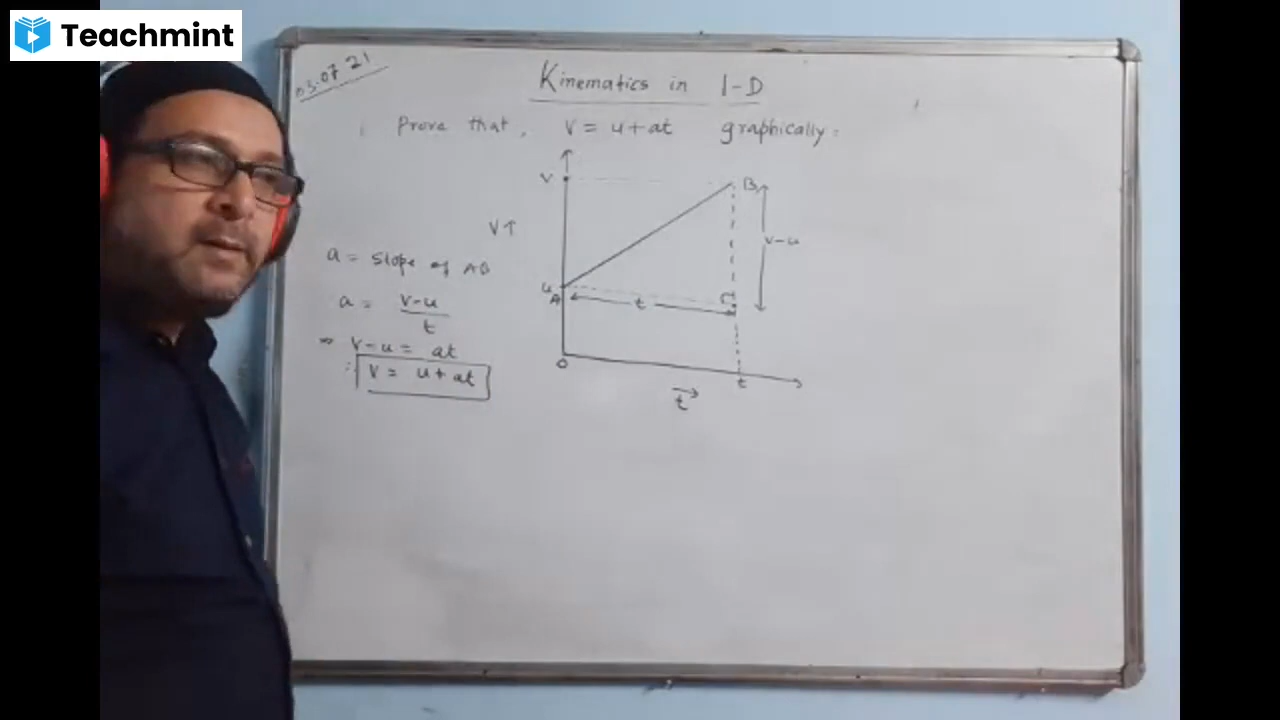 Teachmint
03.07.21
Kinematics in 1-D
Prove that, v = u + at graphically.
v
B
v↑
v-u
a = Slope of AB
u
A
t
C
a = v-u / t
⇒ v-u = at
∴ v = u + at
O
t
t→